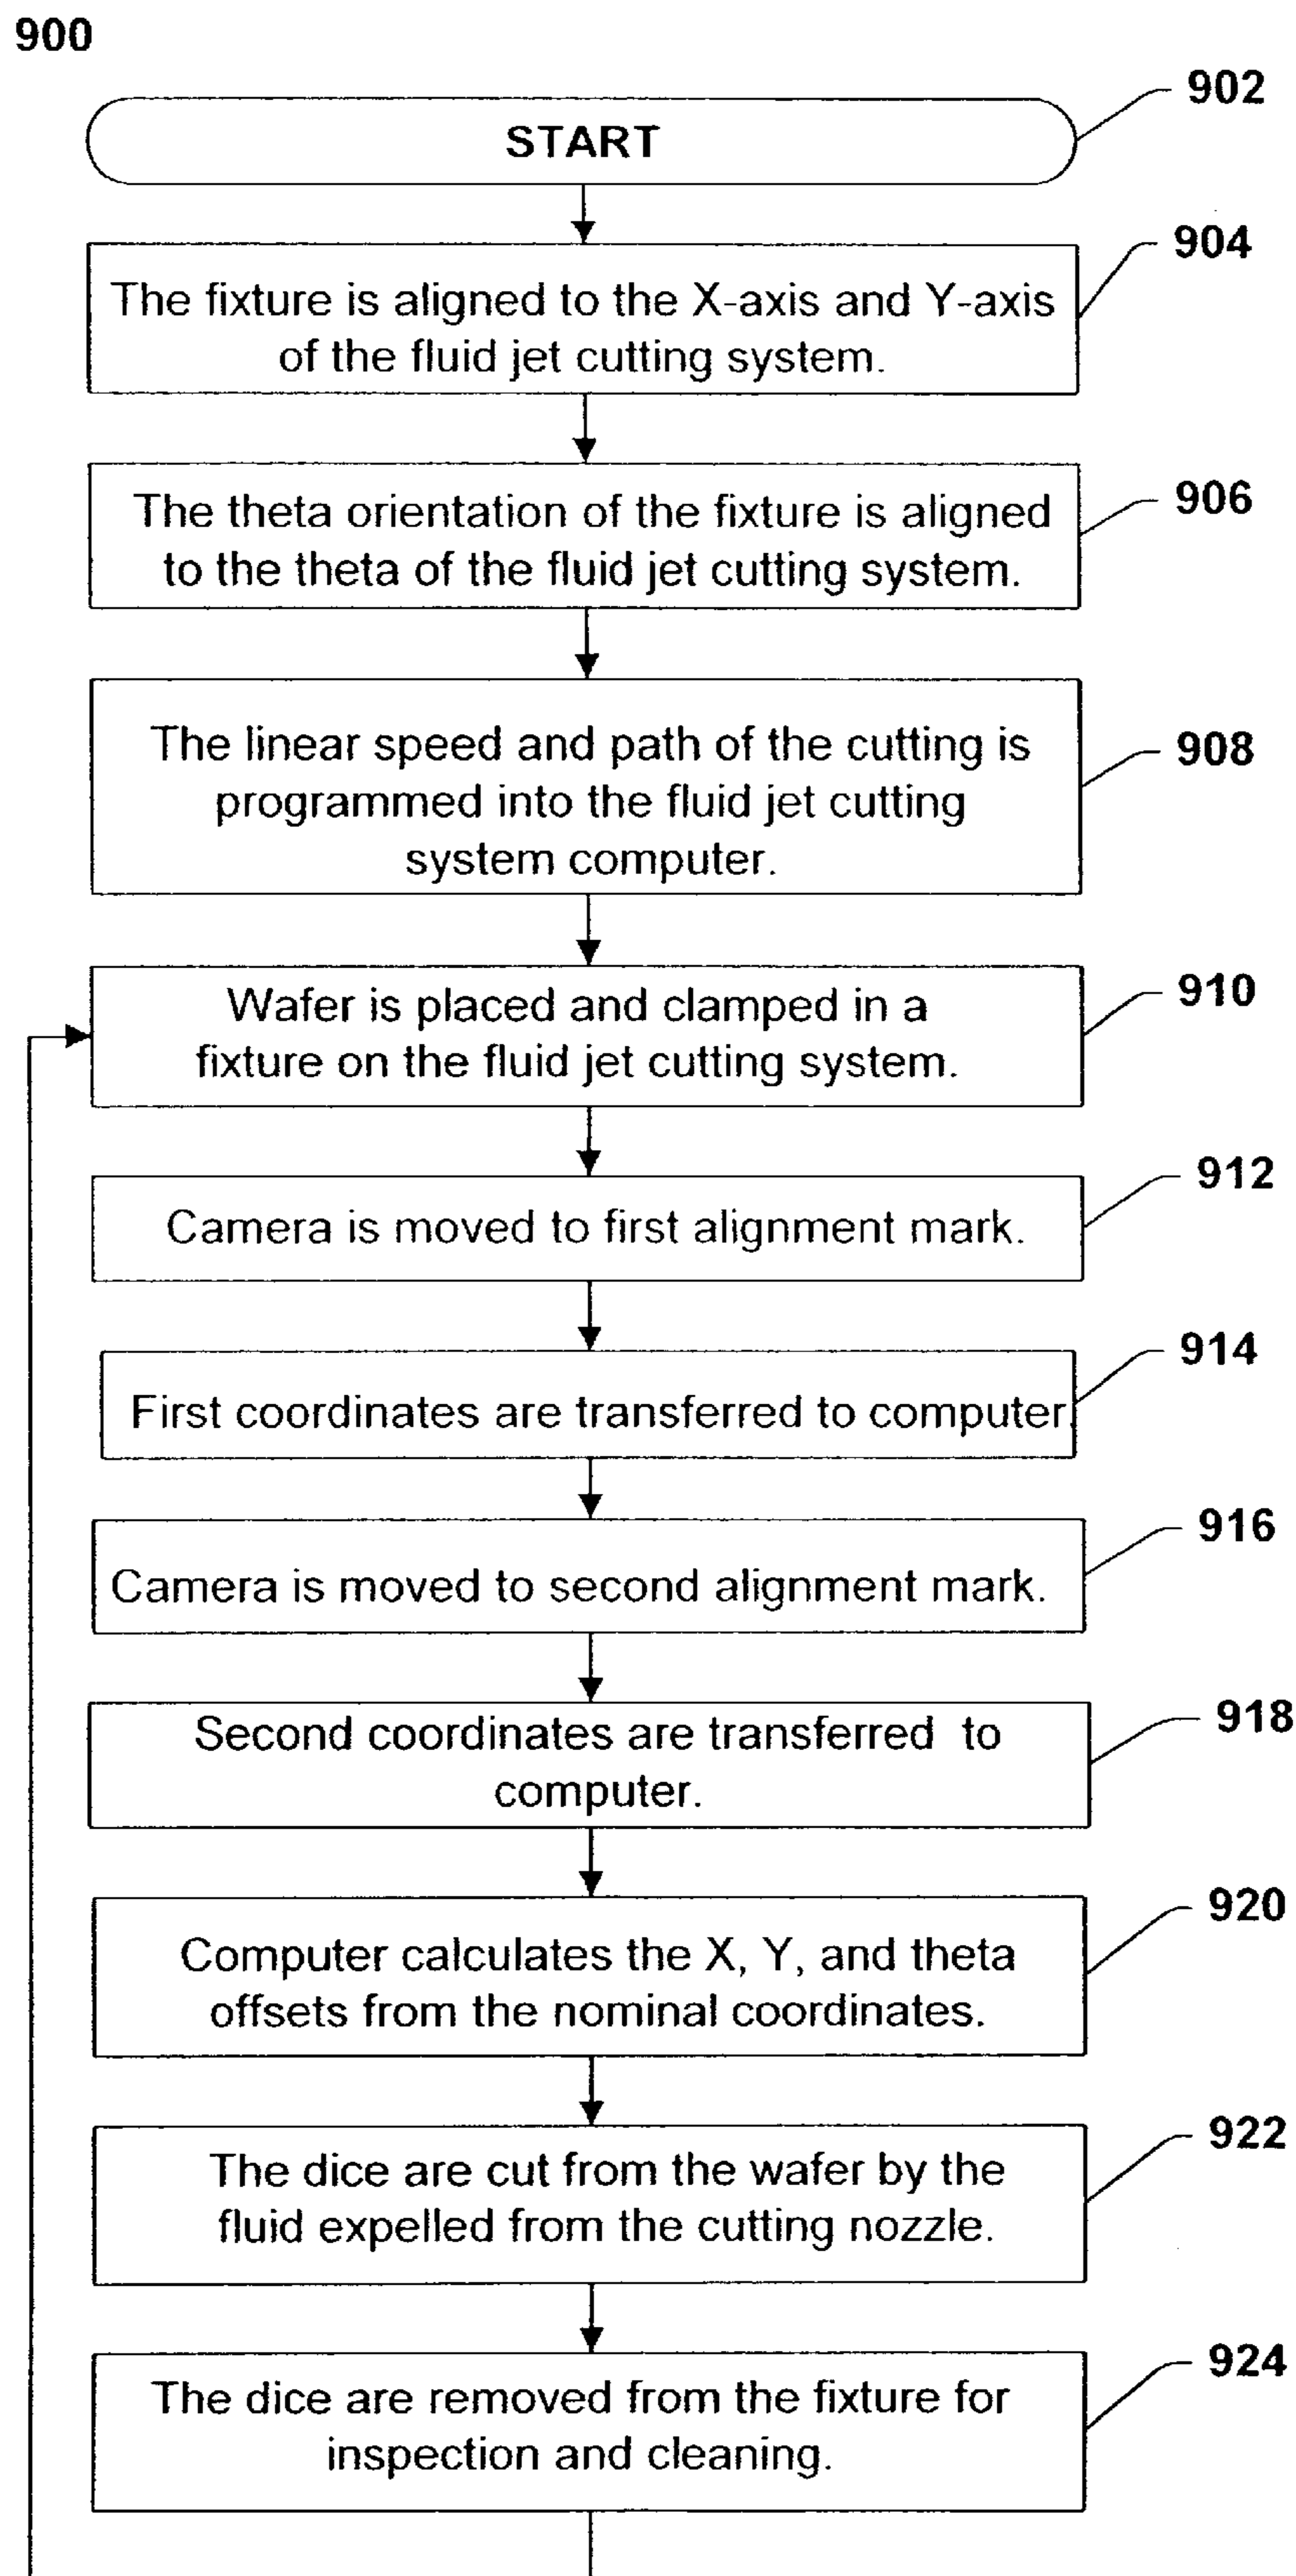 900
902
START
904
The fixture is aligned to the X-axis and Y-axis
of the fluid jet cutting system.
906
The theta orientation of the fixture is aligned
to the theta of the fluid jet cutting system.
908
The linear speed and path of the cutting is
programmed into the fluid jet cutting
system computer.
910
Wafer is placed and clamped in a
fixture on the fluid jet cutting system.
912
Camera is moved to first alignment mark.
914
First coordinates are transferred to computer.
916
Camera is moved to second alignment mark.
918
Second coordinates are transferred to
computer.
920
Computer calculates the X, Y, and theta
offsets from the nominal coordinates.
922
The dice are cut from the wafer by the
fluid expelled from the cutting nozzle.
924
The dice are removed from the fixture for
inspection and cleaning.